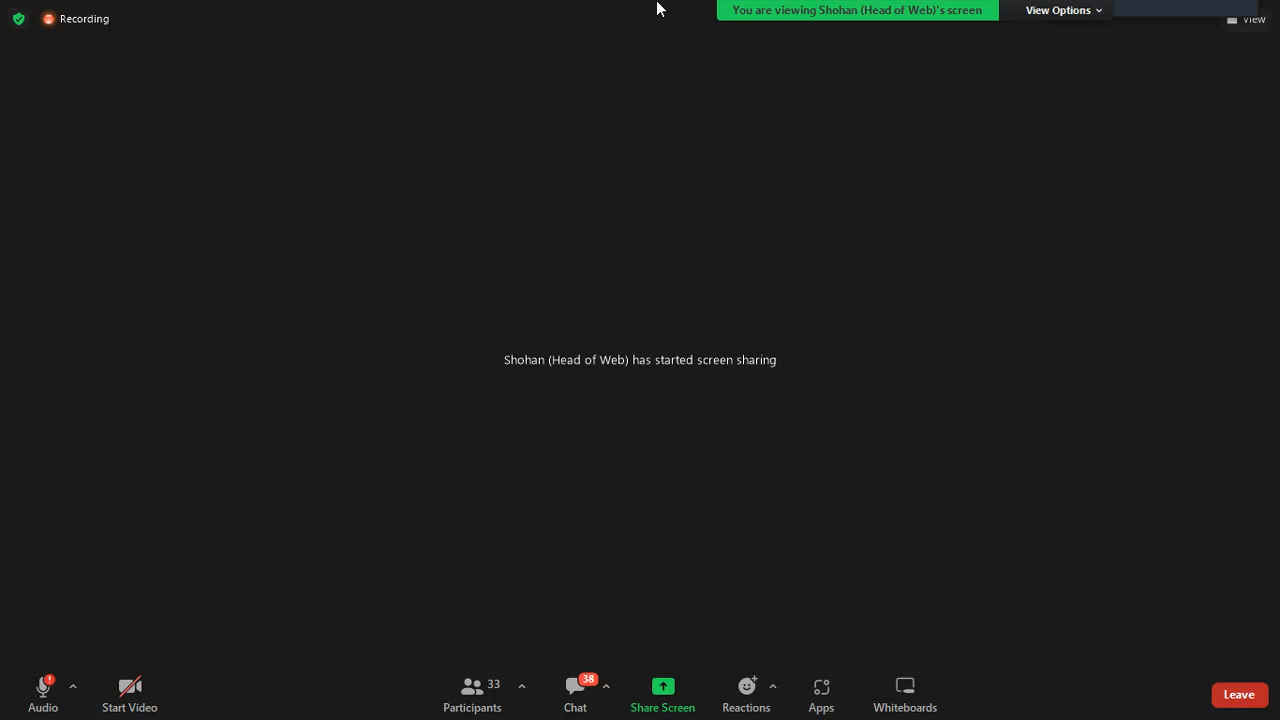 Recording
You are viewing Shohan (Head of Web)'s screen
View Options
View
Shohan (Head of Web) has started screen sharing
Audio
Start Video
33
Participants
38
Chat
Share Screen
Reactions
Apps
Whiteboards
Leave